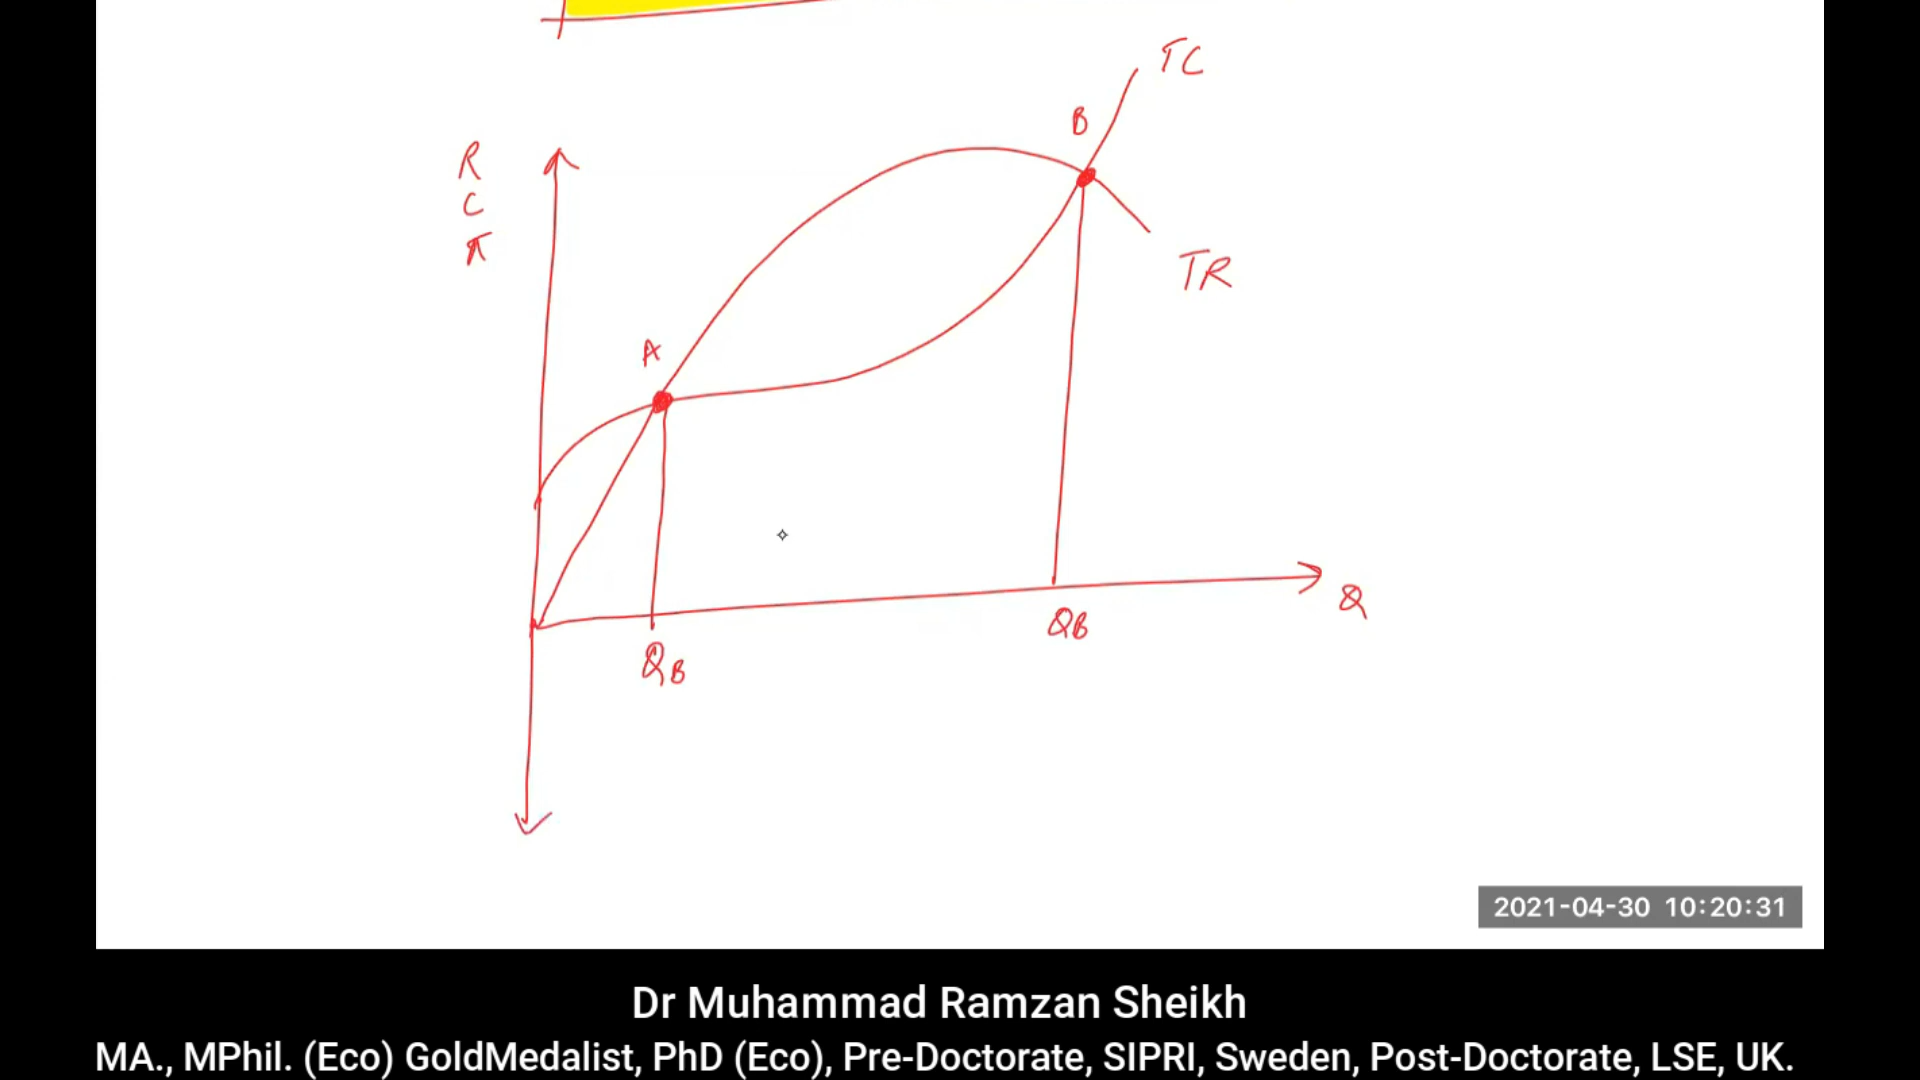 TC
B
R
C
π
TR
A
Q
QB
QB
2021-04-30 10:20:31
Dr Muhammad Ramzan Sheikh
MA., MPhil. (Eco) GoldMedalist, PhD (Eco), Pre-Doctorate, SIPRI, Sweden, Post-Doctorate, LSE, UK.